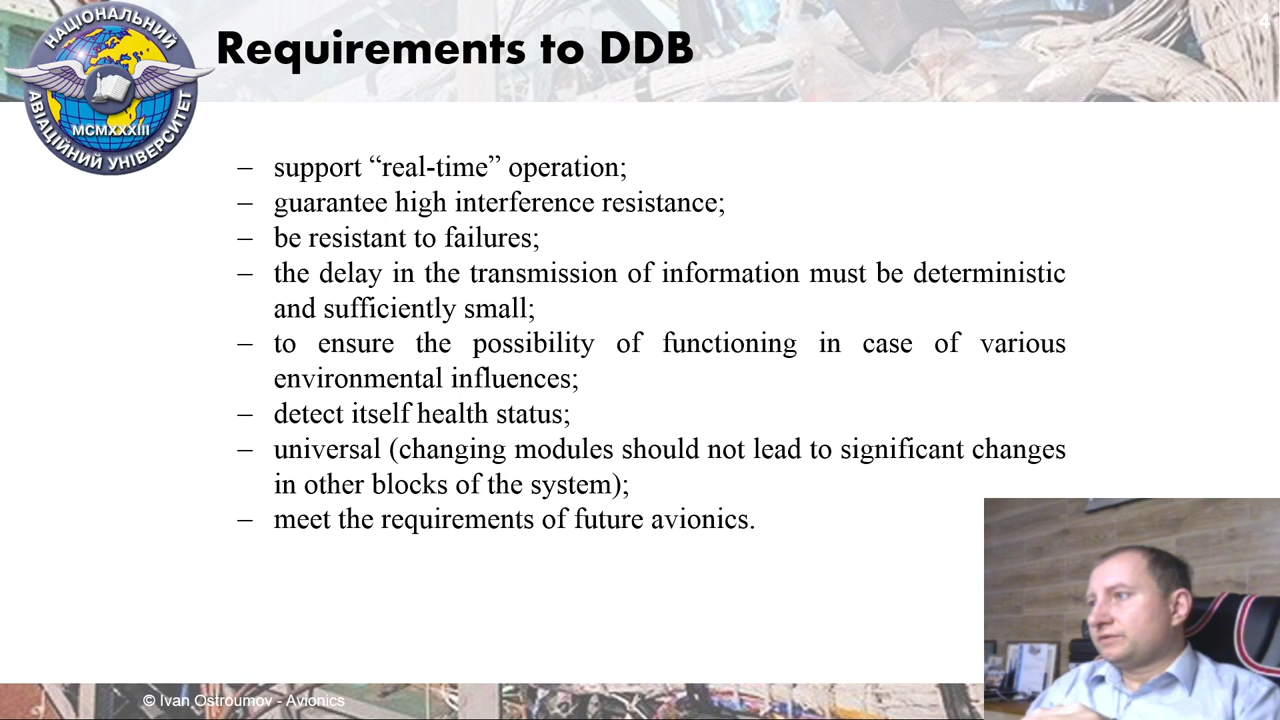 НАЦІОНАЛЬНИЙ
АВІАЦІЙНИЙ УНІВЕРСИТЕТ
MCMXXXIII
4
Requirements to DDB
– support “real-time” operation;
– guarantee high interference resistance;
– be resistant to failures;
– the delay in the transmission of information must be deterministic
and sufficiently small;
– to ensure the possibility of functioning in case of various
environmental influences;
– detect itself health status;
– universal (changing modules should not lead to significant changes
in other blocks of the system);
– meet the requirements of future avionics.
© Ivan Ostroumov - Avionics